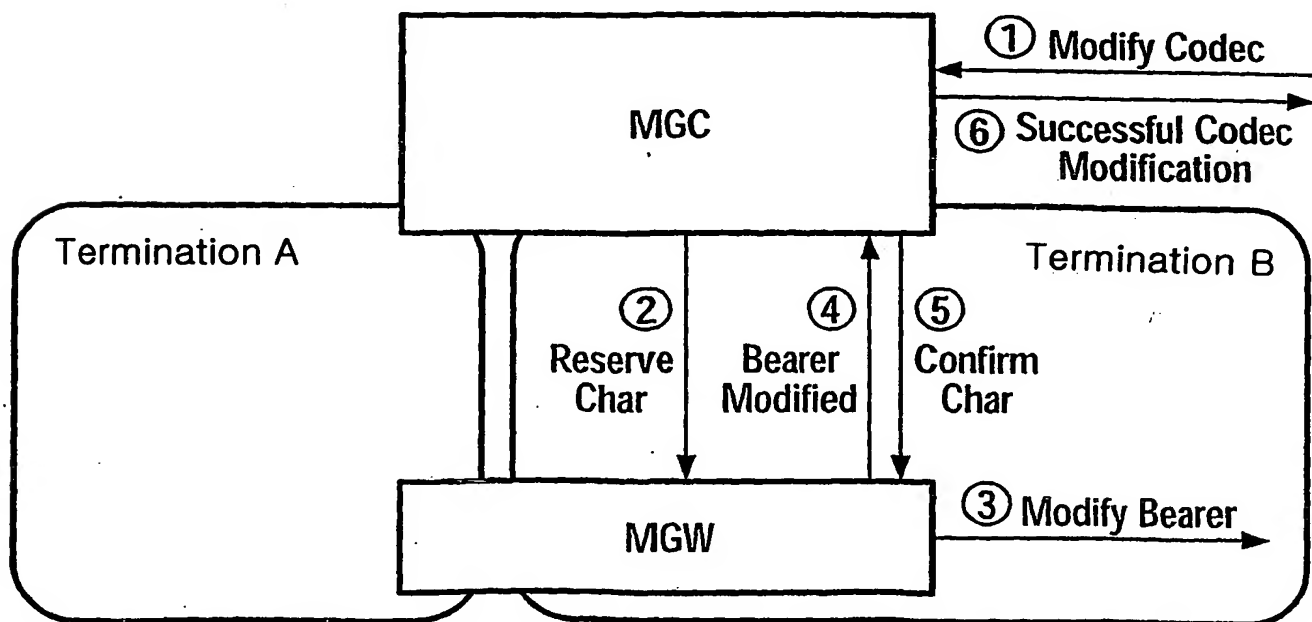 ① Modify Codec
MGC
⑥ Successful Codec
Modification
Termination A
Termination B
②
Reserve
Char
④
Bearer
Modified
⑤
Confirm
Char
MGW
③ Modify Bearer